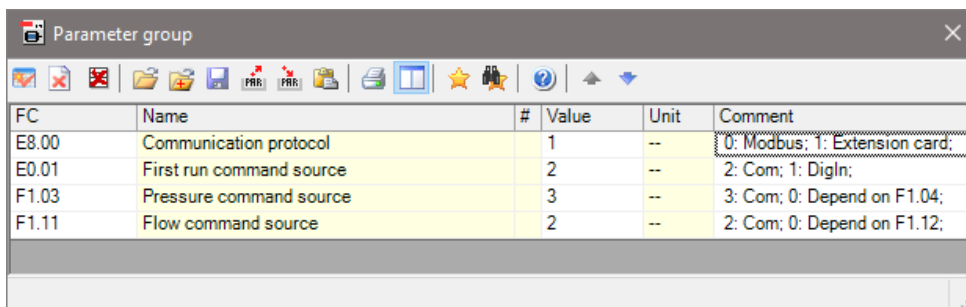 Parameter group
PAR PAR
FC Name # Value Unit Comment
E8.00 Communication protocol 1 -- 0: Modbus; 1: Extension card;
E0.01 First run command source 2 -- 2: Com; 1: DigIn;
F1.03 Pressure command source 3 -- 3: Com; 0: Depend on F1.04;
F1.11 Flow command source 2 -- 2: Com; 0: Depend on F1.12;